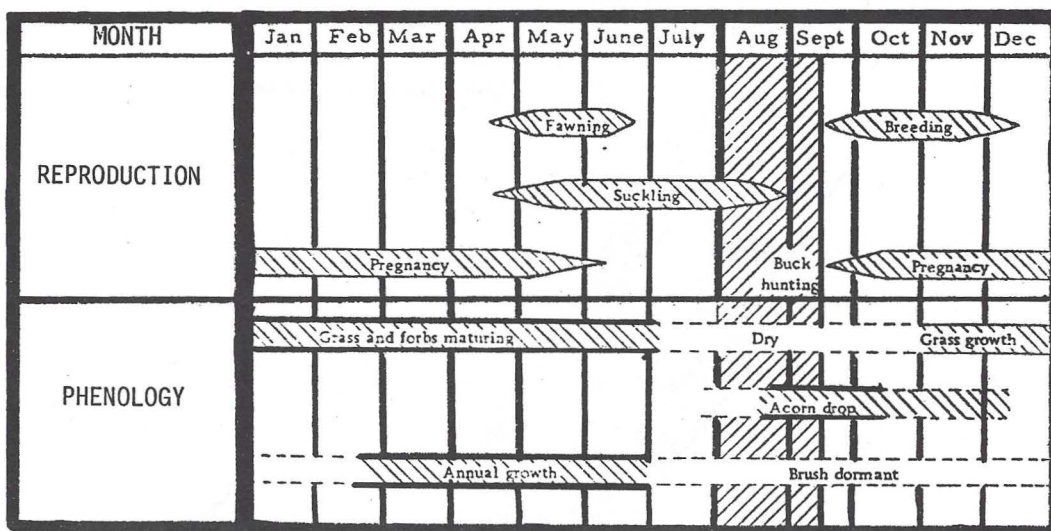 MONTH Jan Feb Mar Apr May June July Aug Sept Oct Nov Dec
REPRODUCTION
Fawning Breeding
Suckling
Pregnancy Buck hunting Pregnancy
PHENOLOGY
Grass and forbs maturing Dry Grass growth
Acorn drop
Annual growth Brush dormant